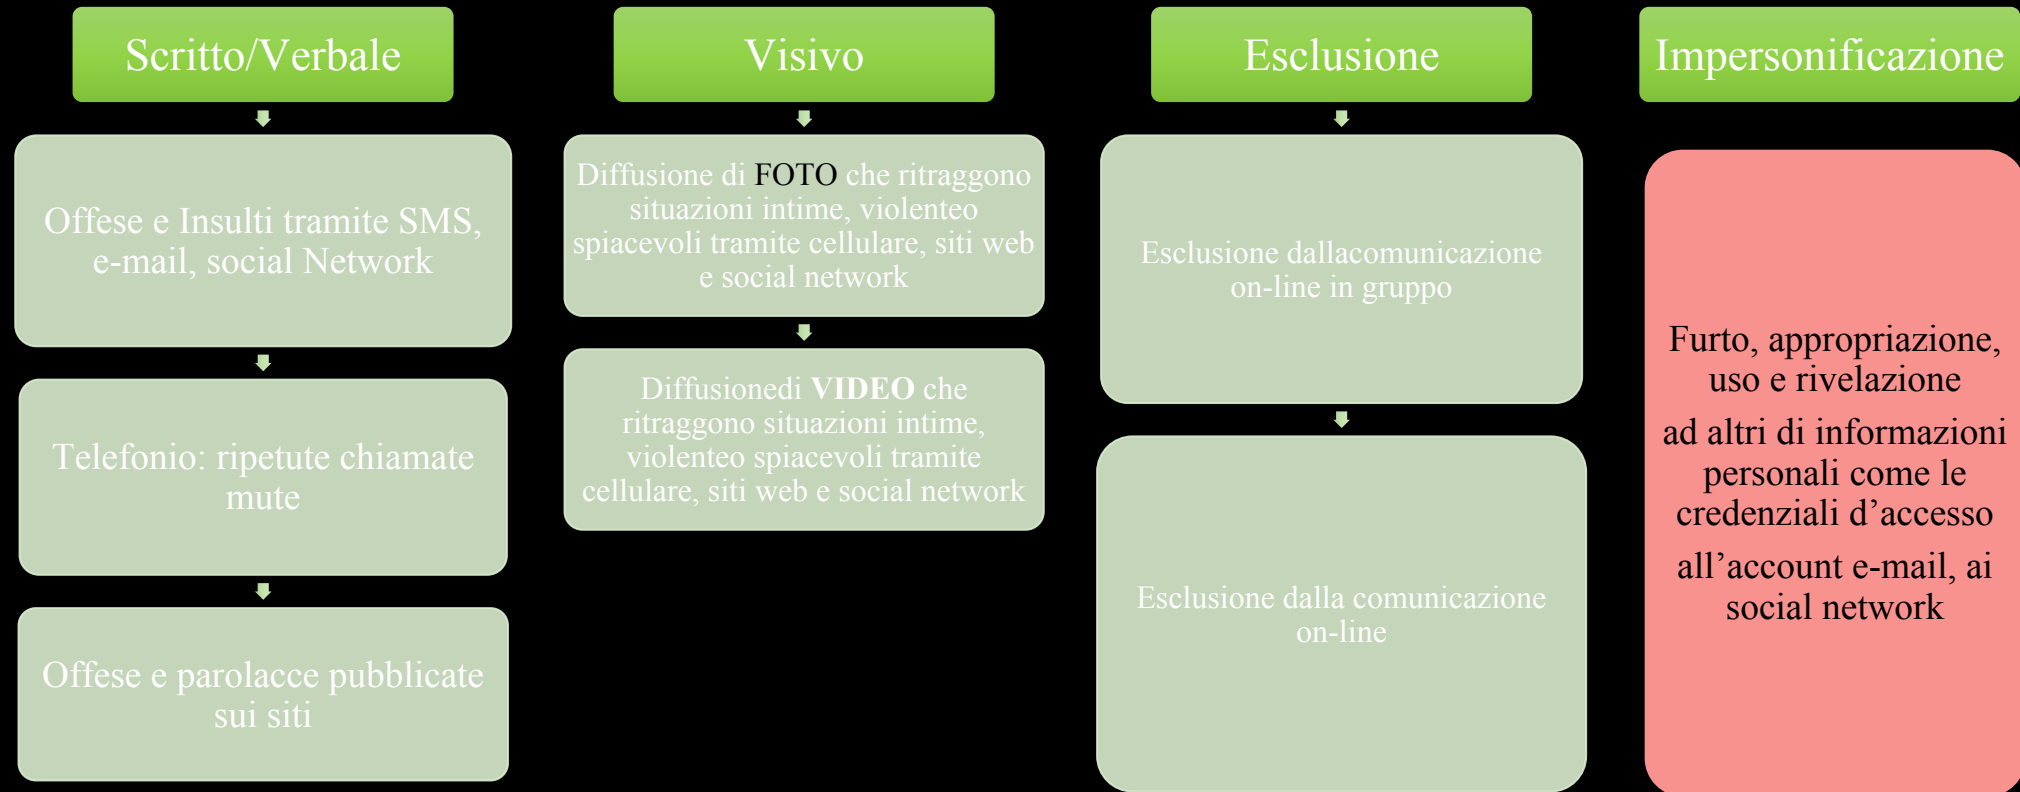 Scritto/Verbale
Offese e Insulti tramite SMS,
e-mail, social Network
Telefonio: ripetute chiamate
mute
Offese e parolacce pubblicate
sui siti
Visivo
Diffusione di FOTO che ritraggono
situazioni intime, violenteo
spiacevoli tramite cellulare, siti web
e social network
Diffusionedi VIDEO che
ritraggono situazioni intime,
violenteo spiacevoli tramite
cellulare, siti web e social network
Esclusione
Esclusione dallacomunicazione
on-line in gruppo
Esclusione dalla comunicazione
on-line
Impersonificazione
Furto, appropriazione,
uso e rivelazione
ad altri di informazioni
personali come le
credenziali d’accesso
all’account e-mail, ai
social network